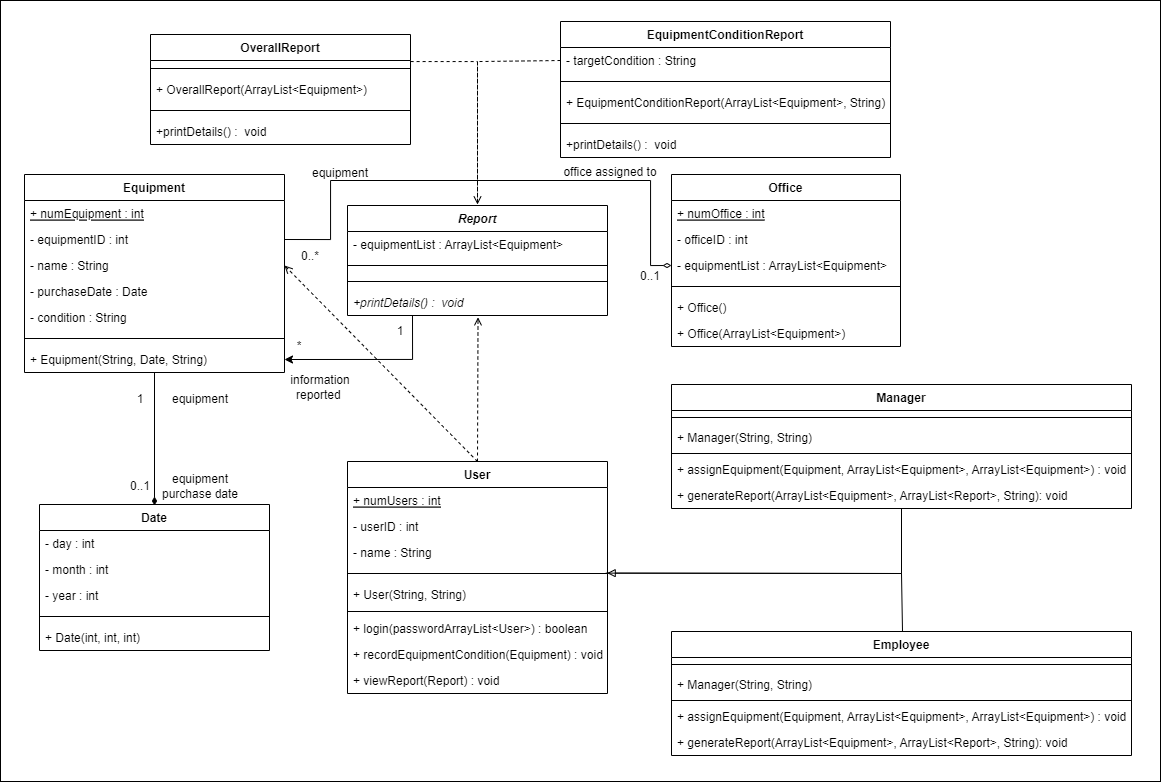 OverallReport
+ OverallReport(ArrayList<Equipment>)
+printDetails() : void
EquipmentConditionReport
- targetCondition : String
+ EquipmentConditionReport(ArrayList<Equipment>, String)
+printDetails() : void
equipment
office assigned to
Equipment
+ numEquipment : int
- equipmentID : int
- name : String
- purchaseDate : Date
- condition : String
+ Equipment(String, Date, String)
0..*
Report
- equipmentList : ArrayList<Equipment>
+printDetails() : void
0..1
Office
+ numOffice : int
- officeID : int
- equipmentList : ArrayList<Equipment>
+ Office()
+ Office(ArrayList<Equipment>)
1
*
information
reported
1
equipment
0..1
equipment
purchase date
Date
- day : int
- month : int
- year : int
+ Date(int, int, int)
User
+ numUsers : int
- userID : int
- name : String
+ User(String, String)
+ login(passwordArrayList<User>) : boolean
+ recordEquipmentCondition(Equipment) : void
+ viewReport(Report) : void
Manager
+ Manager(String, String)
+ assignEquipment(Equipment, ArrayList<Equipment>, ArrayList<Equipment>) : void
+ generateReport(ArrayList<Equipment>, ArrayList<Report>, String): void
Employee
+ Manager(String, String)
+ assignEquipment(Equipment, ArrayList<Equipment>, ArrayList<Equipment>) : void
+ generateReport(ArrayList<Equipment>, ArrayList<Report>, String): void